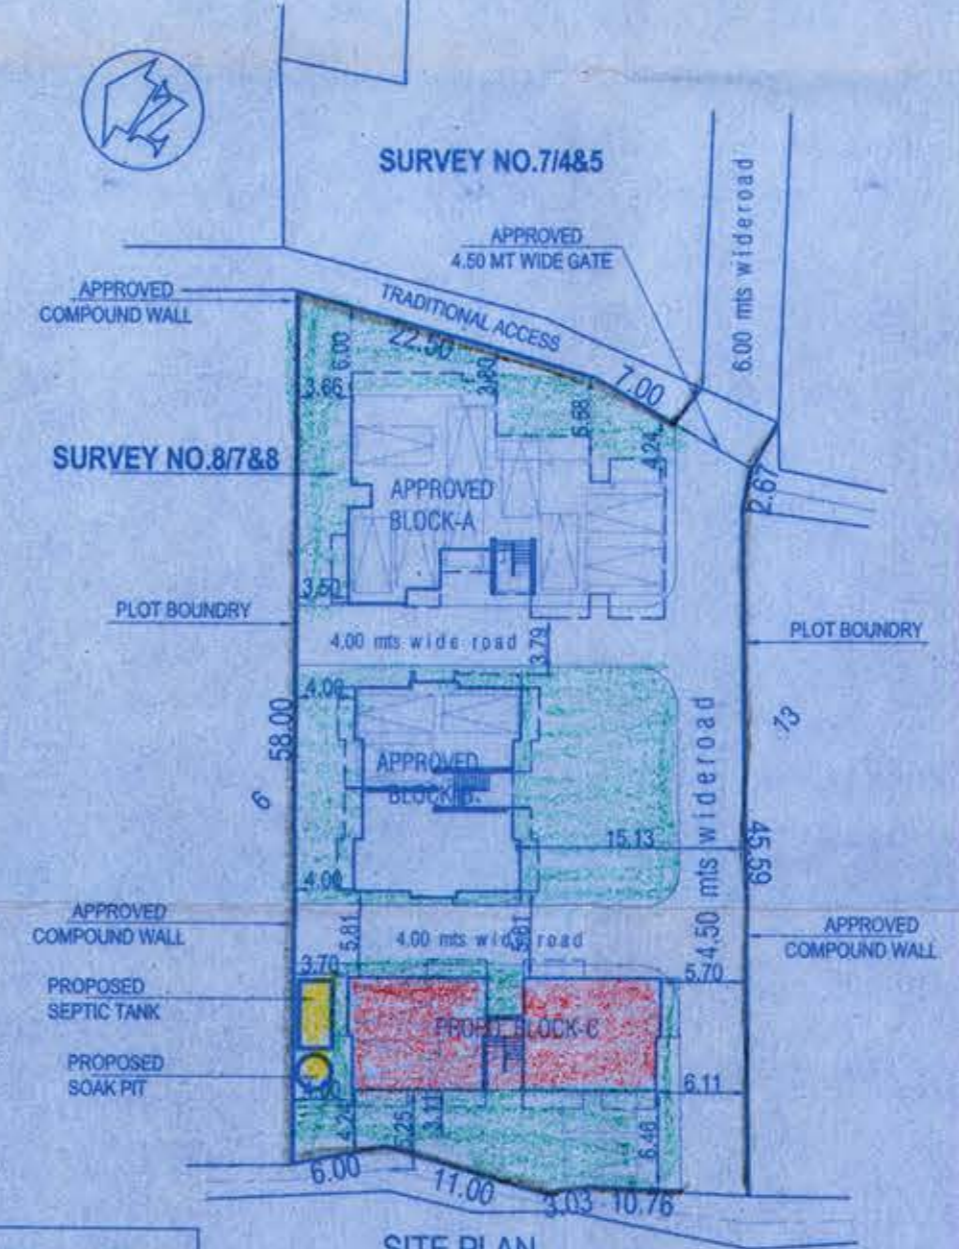 SURVEY NO.7/4&5
6.00 mts wideroad
APPROVED
4.50 MT WIDE GATE
APPROVED
COMPOUND WALL
TRADITIONAL ACCESS
6.00
22.50
3.80
7.00
3.66
5.68
4.24
SURVEY NO.8/7&8
2.67
APPROVED
BLOCK-A
3.50
PLOT BOUNDRY
4.00 mts wide road
3.79
PLOT BOUNDRY
4.00
58.00
4.50 mts wideroad
13
APPROVED
BLOCK-B
6
15.13
45.59
4.00
APPROVED
COMPOUND WALL
5.81
4.00 mts wide road
5.81
APPROVED
COMPOUND WALL
3.70
5.70
PROPOSED
SEPTIC TANK
BLOCK-C
PROPOSED
SOAK PIT
6.11
4.24
3.11
6.46
6.00
11.00
3.03
10.76
SITE PLAN